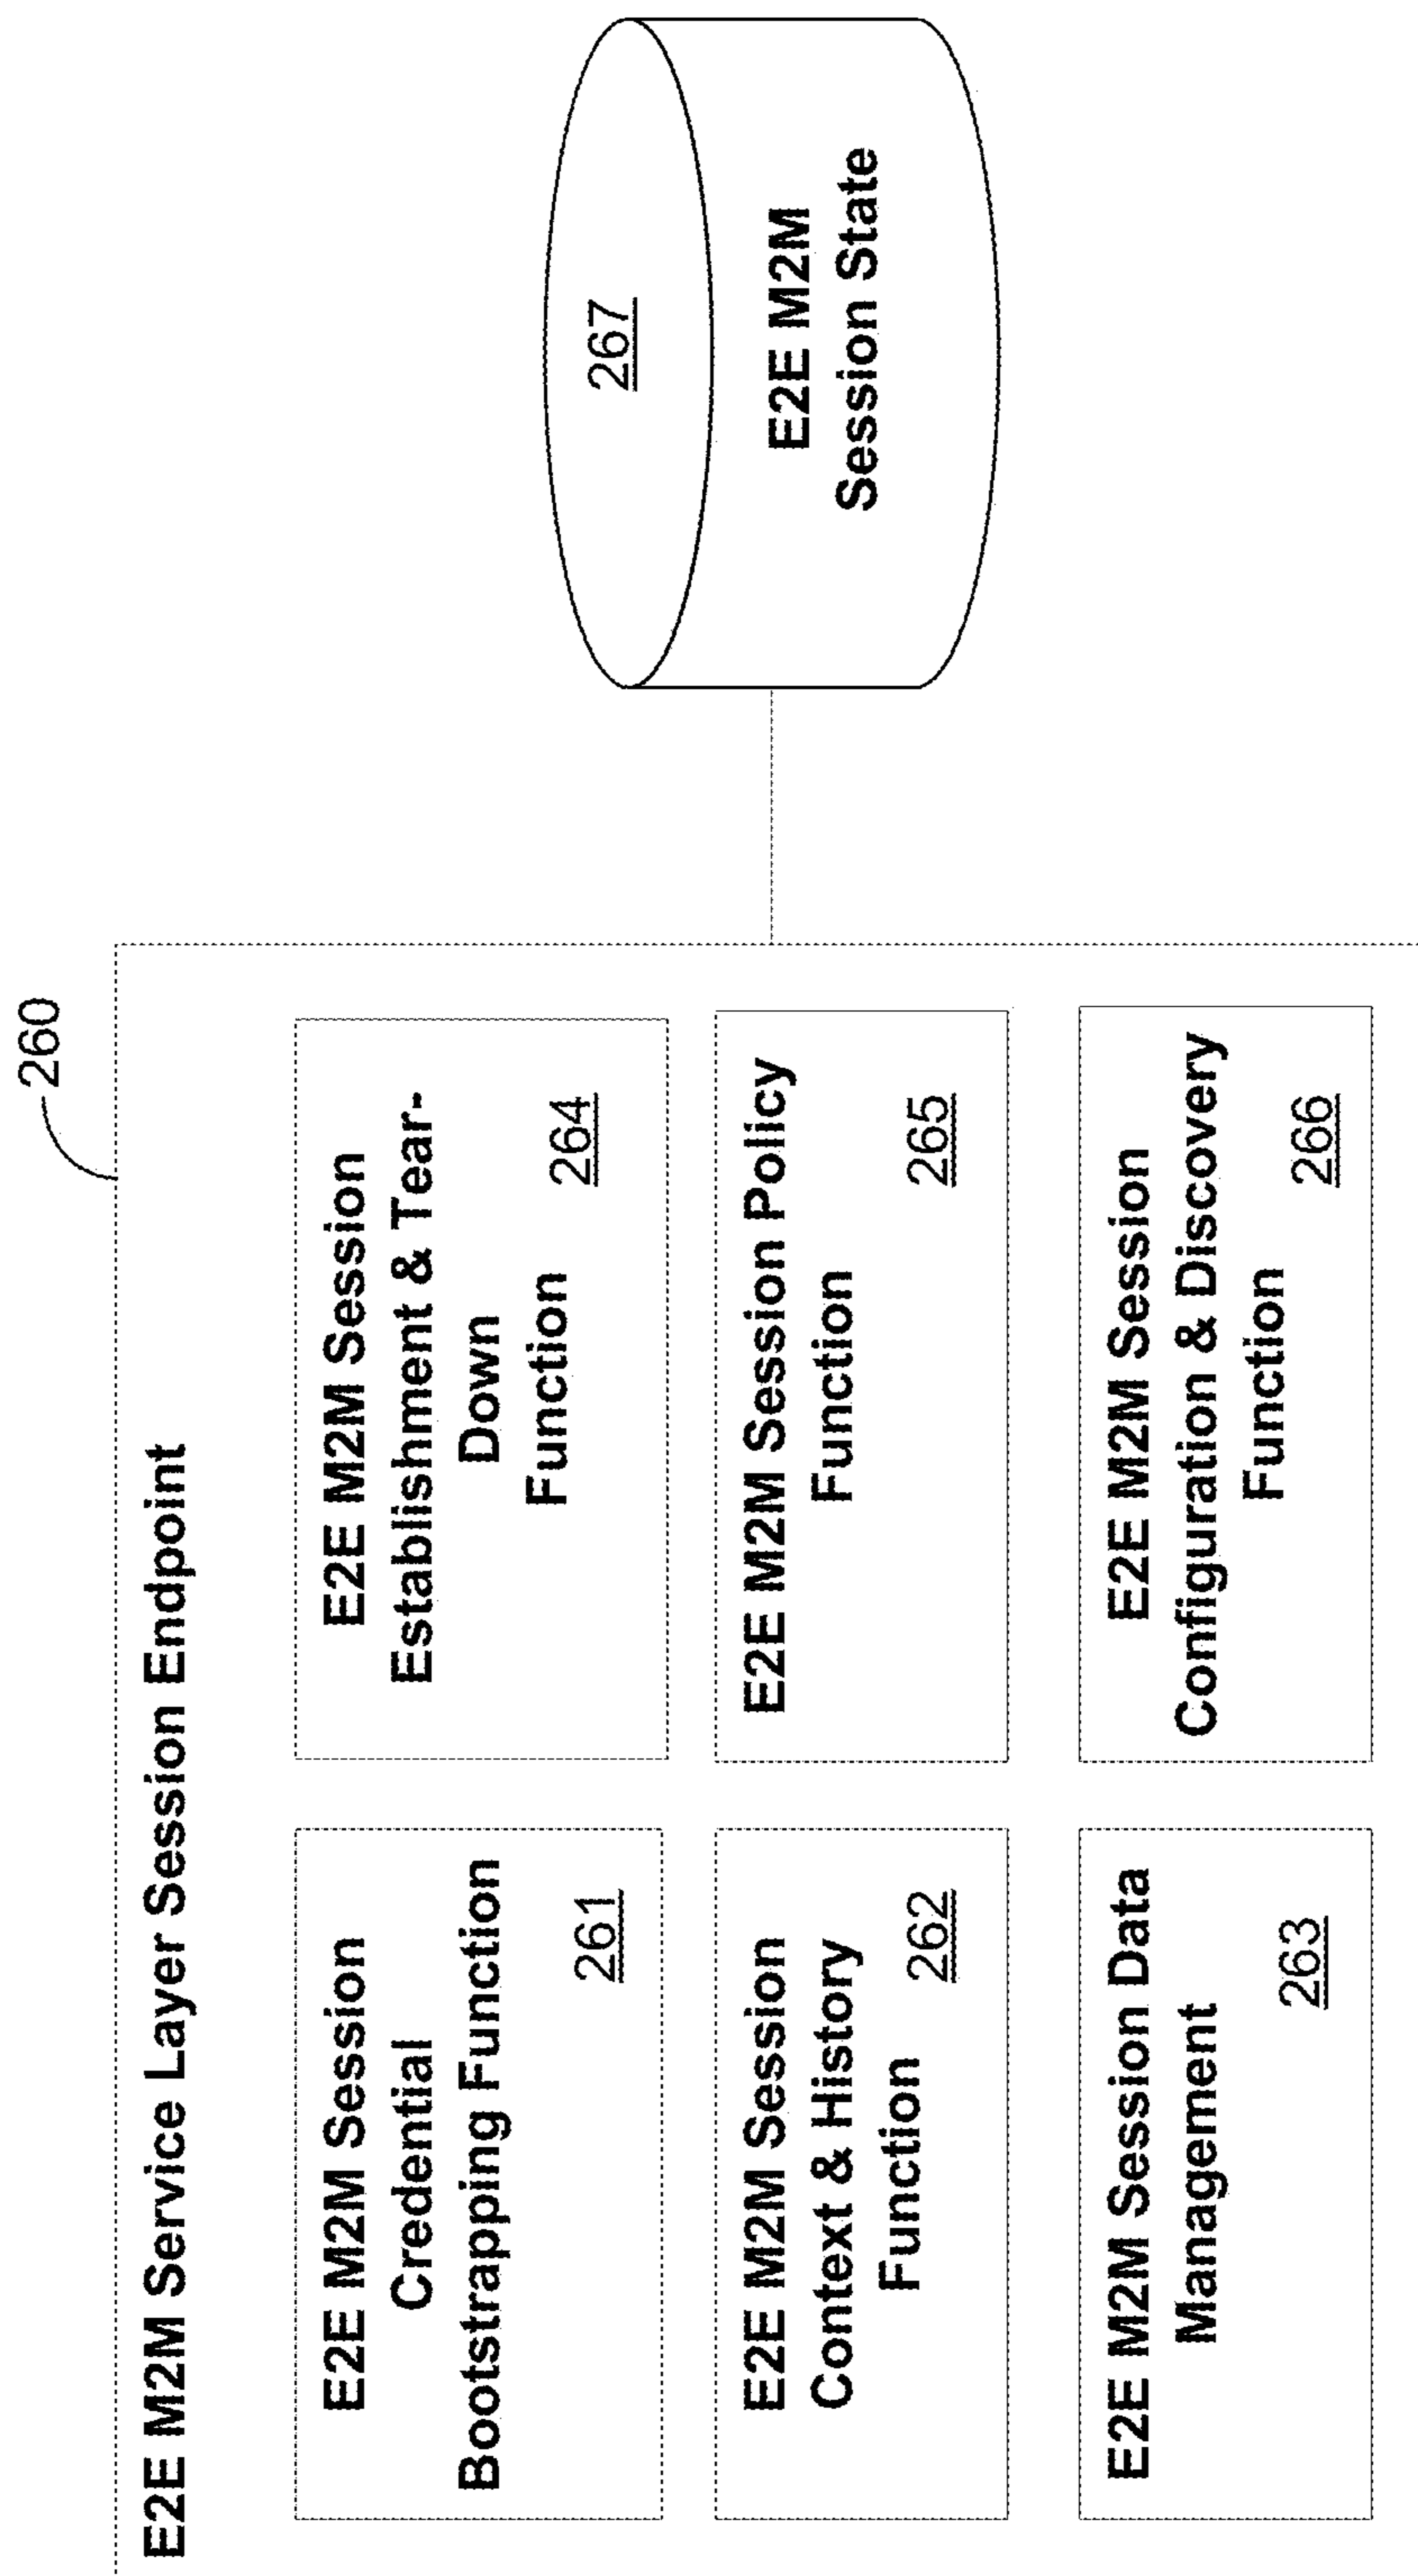 260
E2E M2M Service Layer Session Endpoint
E2E M2M Session
Credential
Bootstrapping Function
261
E2E M2M Session
Establishment & Tear-
Down
Function
264
E2E M2M Session
Context & History
Function
262
E2E M2M Session Policy
Function
265
E2E M2M Session Data
Management
263
E2E M2M Session
Configuration & Discovery
Function
266
267
E2E M2M
Session State